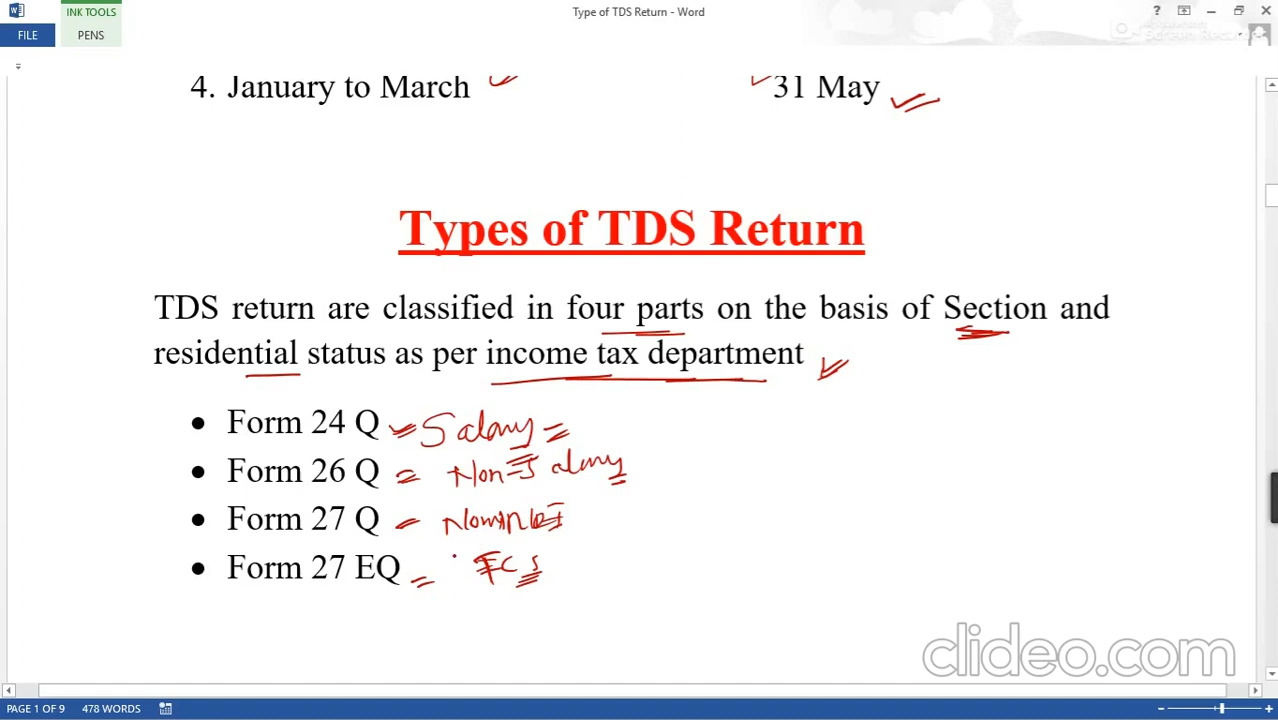 INK TOOLS
Type of TDS Return - Word
?
FILE PENS
4. January to March 31 May
Types of TDS Return
TDS return are classified in four parts on the basis of Section and
residential status as per income tax department
• Form 24 Q Salary
• Form 26 Q = Non-Salary
• Form 27 Q
• Form 27 EQ = TCS
clideo.com
PAGE 1 OF 9 478 WORDS